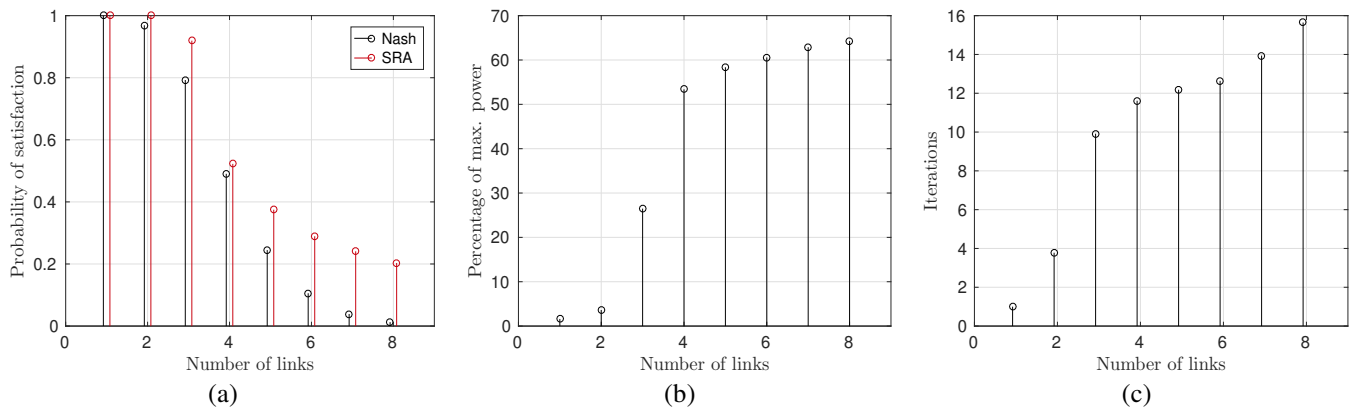 Probability of satisfaction
1
0.8
0.6
0.4
0.2
0
0 2 4 6 8
Number of links
Nash
SRA
(a)
Percentage of max. power
70
60
50
40
30
20
10
0
0 2 4 6 8
Number of links
(b)
Iterations
16
14
12
10
8
6
4
2
0
0 2 4 6 8
Number of links
(c)